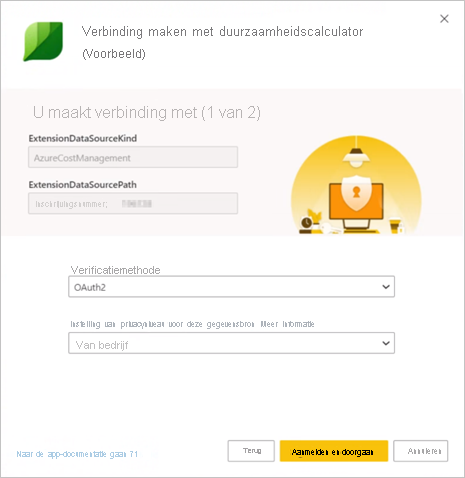 Verbinding maken met duurzaamheidscalculator
(Voorbeeld)
U maakt verbinding met (1 van 2)
ExtensionDataSourceKind
AzureCostManagement
ExtensionDataSourcePath
Inschrijvingsnummer;
Verificatiemethode
OAuth2
Instelling van privacyniveau voor deze gegevensbron Meer informatie
Van bedrijf
Naar de app-documentatie gaan 71
Terug
Aanmelden en doorgaan
Annuleren